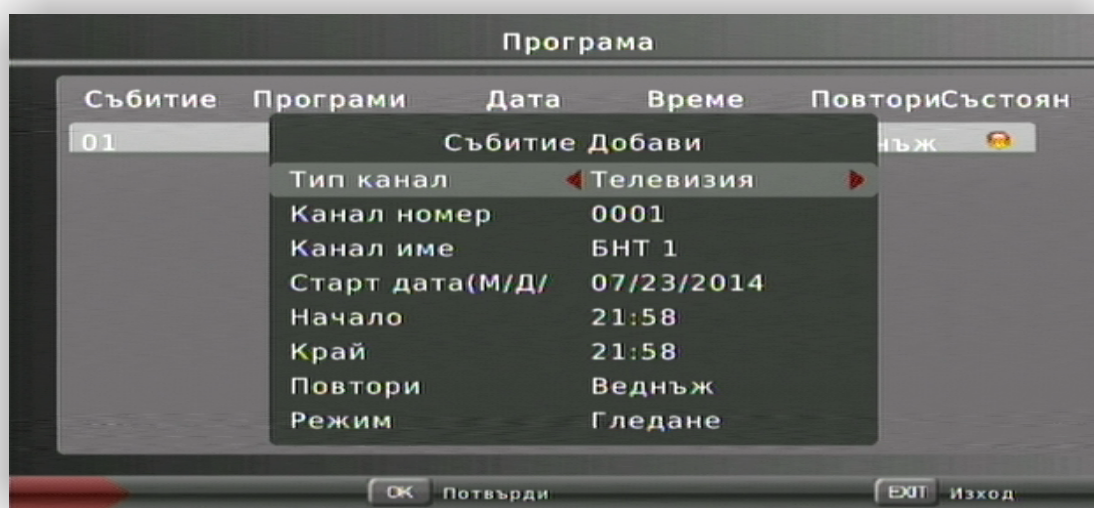 Програма
Събитие Програми Дата Време ПовториСъстоян
01 нъж
Събитие Добави
Тип канал Телевизия
Канал номер 0001
Канал име БНТ 1
Старт дата(М/Д/ 07/23/2014
Начало 21:58
Край 21:58
Повтори Веднъж
Режим Гледане
OK Потвърди EXIT Изход